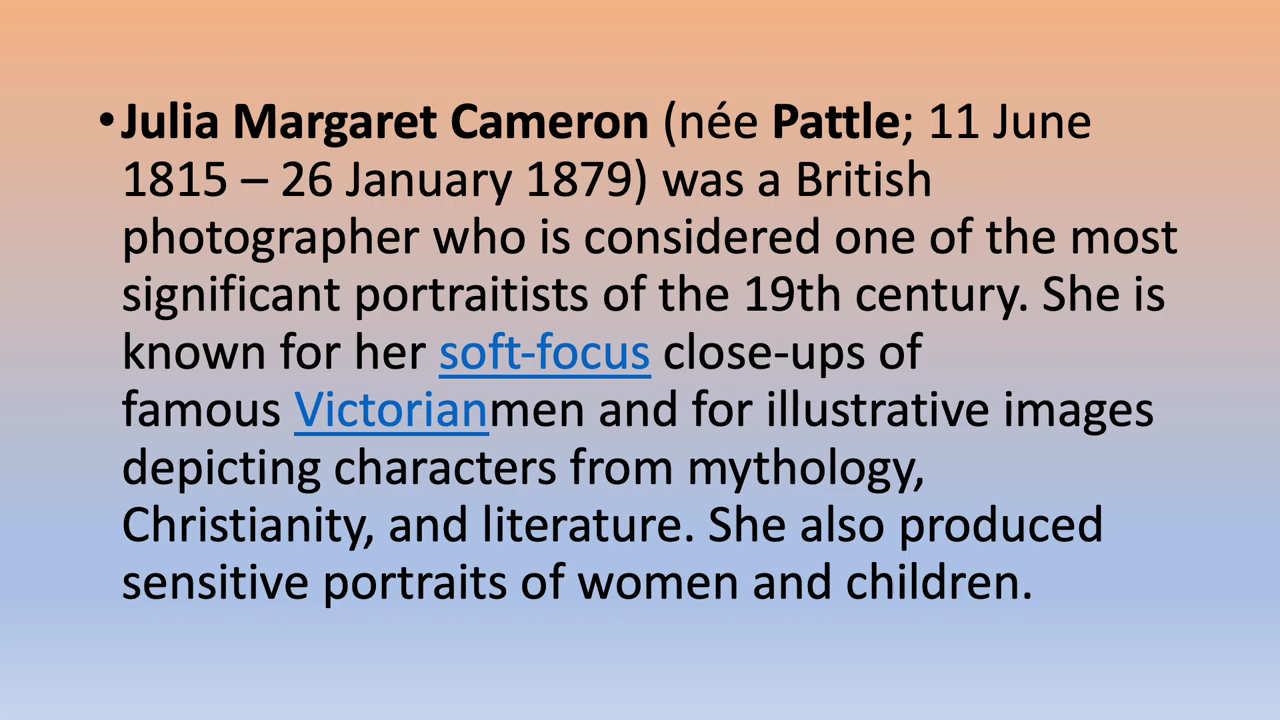 •Julia Margaret Cameron (née Pattle; 11 June
1815 – 26 January 1879) was a British
photographer who is considered one of the most
significant portraitists of the 19th century. She is
known for her soft-focus close-ups of
famous Victorianmen and for illustrative images
depicting characters from mythology,
Christianity, and literature. She also produced
sensitive portraits of women and children.